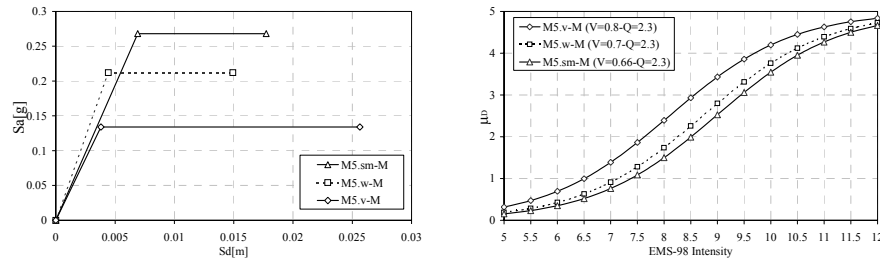 0.3
0.25
0.2
0.15
0.1
0.05
0
Sa[g]
0 0.005 0.01 0.015 0.02 0.025 0.03
Sd[m]
M5.sm-M
M5.w-M
M5.v-M
5
4
3
2
1
0
μD
5 5.5 6 6.5 7 7.5 8 8.5 9 9.5 10 10.5 11 11.5 12
EMS-98 Intensity
M5.v-M (V=0.8-Q=2.3)
M5.w-M (V=0.7-Q=2.3)
M5.sm-M (V=0.66-Q=2.3)